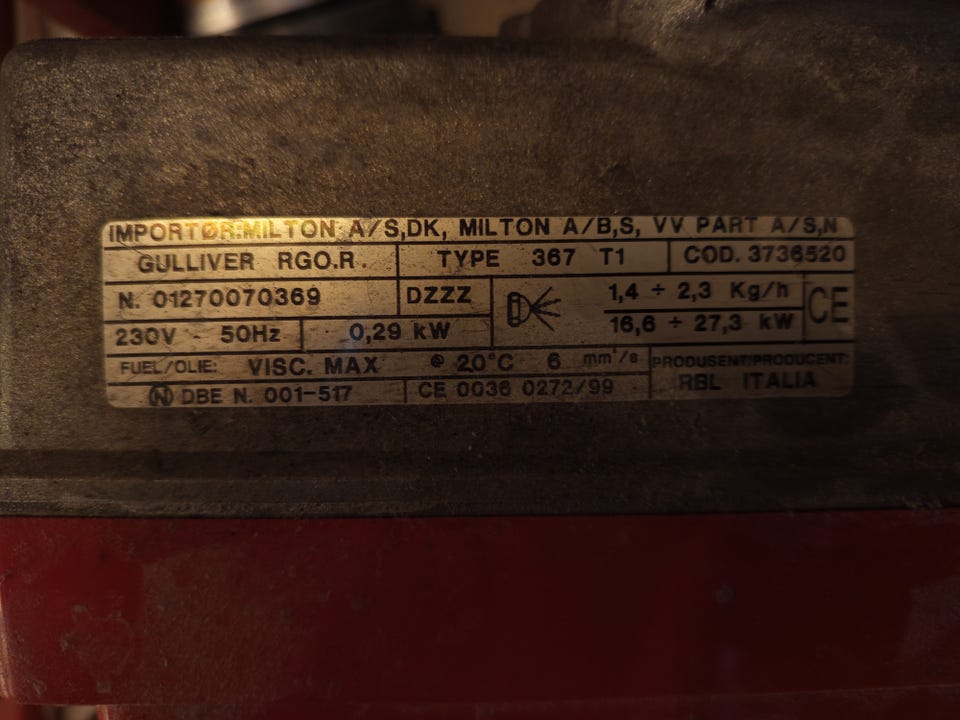 IMPORTØR:MILTON A/S,DK, MILTON A/B,S, VV PART A/S,N
GULLIVER RGO.R. TYPE 367 T1 COD. 3736520
N. 01270070369 DZZZ 1,4 ÷ 2,3 Kg/h CE
230V - 50Hz 0,29 kW 16,6 ÷ 27,3 kW
FUEL/OLIE: VISC. MAX @ 20°C 6 mm²/s PRODUSENT/PRODUCENT:
N DBE N. 001-517 CE 0036 0272/99 RBL ITALIA